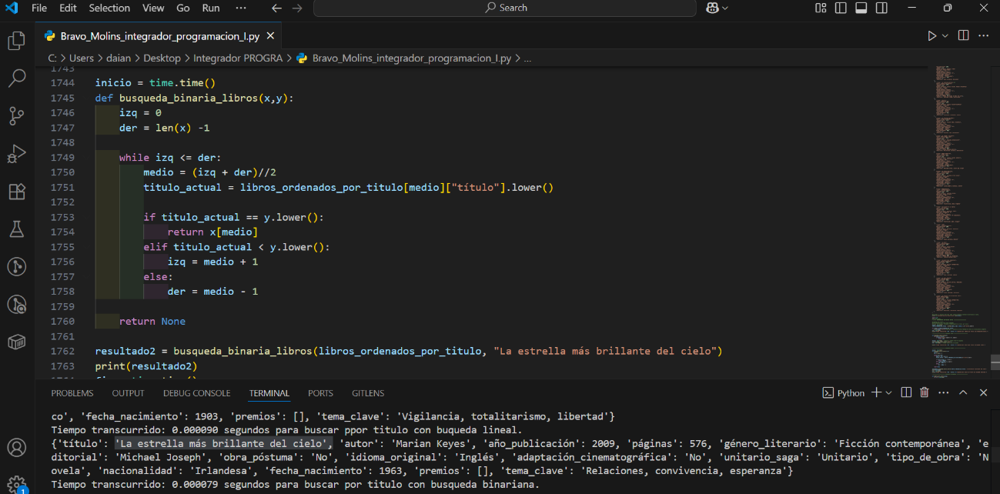 File Edit Selection View Go Run ··· Search
Bravo_Molins_integrador_programacion_I.py
C: > Users > daian > Desktop > Integrador PROGRA > Bravo_Molins_integrador_programacion_I.py > ...
1743
1744 inicio = time.time()
1745 def busqueda_binaria_libros(x,y):
1746 izq = 0
1747 der = len(x) -1
1748
1749 while izq <= der:
1750 medio = (izq + der)//2
1751 titulo_actual = libros_ordenados_por_titulo[medio]["título"].lower()
1752
1753 if titulo_actual == y.lower():
1754 return x[medio]
1755 elif titulo_actual < y.lower():
1756 izq = medio + 1
1757 else:
1758 der = medio - 1
1759
1760 return None
1761
1762 resultado2 = busqueda_binaria_libros(libros_ordenados_por_titulo, "La estrella más brillante del cielo")
1763 print(resultado2)
PROBLEMS OUTPUT DEBUG CONSOLE TERMINAL PORTS GITLENS Python
co', 'fecha_nacimiento': 1903, 'premios': [], 'tema_clave': 'Vigilancia, totalitarismo, libertad'}
Tiempo transcurrido: 0.000090 segundos para buscar ppor titulo con buqueda lineal.
{'título': 'La estrella más brillante del cielo', 'autor': 'Marian Keyes', 'año_publicación': 2009, 'páginas': 576, 'género_literario': 'Ficción contemporánea', 'e
ditorial': 'Michael Joseph', 'obra_póstuma': 'No', 'idioma_original': 'Inglés', 'adaptación_cinematográfica': 'No', 'unitario_saga': 'Unitario', 'tipo_de_obra': 'N
ovela', 'nacionalidad': 'Irlandesa', 'fecha_nacimiento': 1963, 'premios': [], 'tema_clave': 'Relaciones, convivencia, esperanza'}
Tiempo transcurrido: 0.000079 segundos para buscar por titulo con busqueda binariana.
1